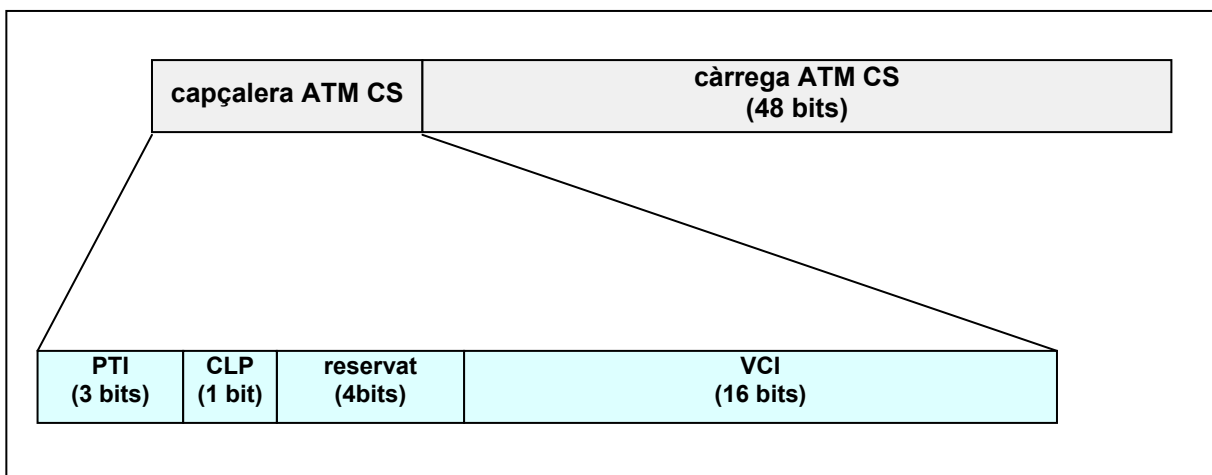 capçalera ATM CS
càrrega ATM CS
(48 bits)
PTI
(3 bits)
CLP
(1 bit)
reservat
(4bits)
VCI
(16 bits)